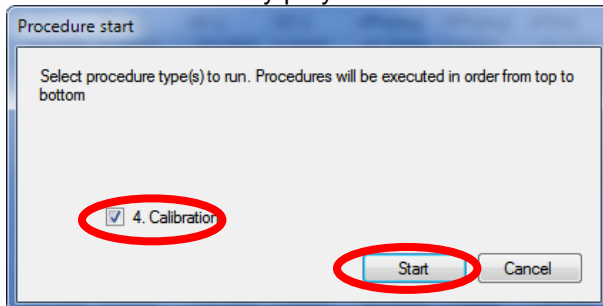 Procedure start
Select procedure type(s) to run. Procedures will be executed in order from top to
bottom
4. Calibration
Start Cancel